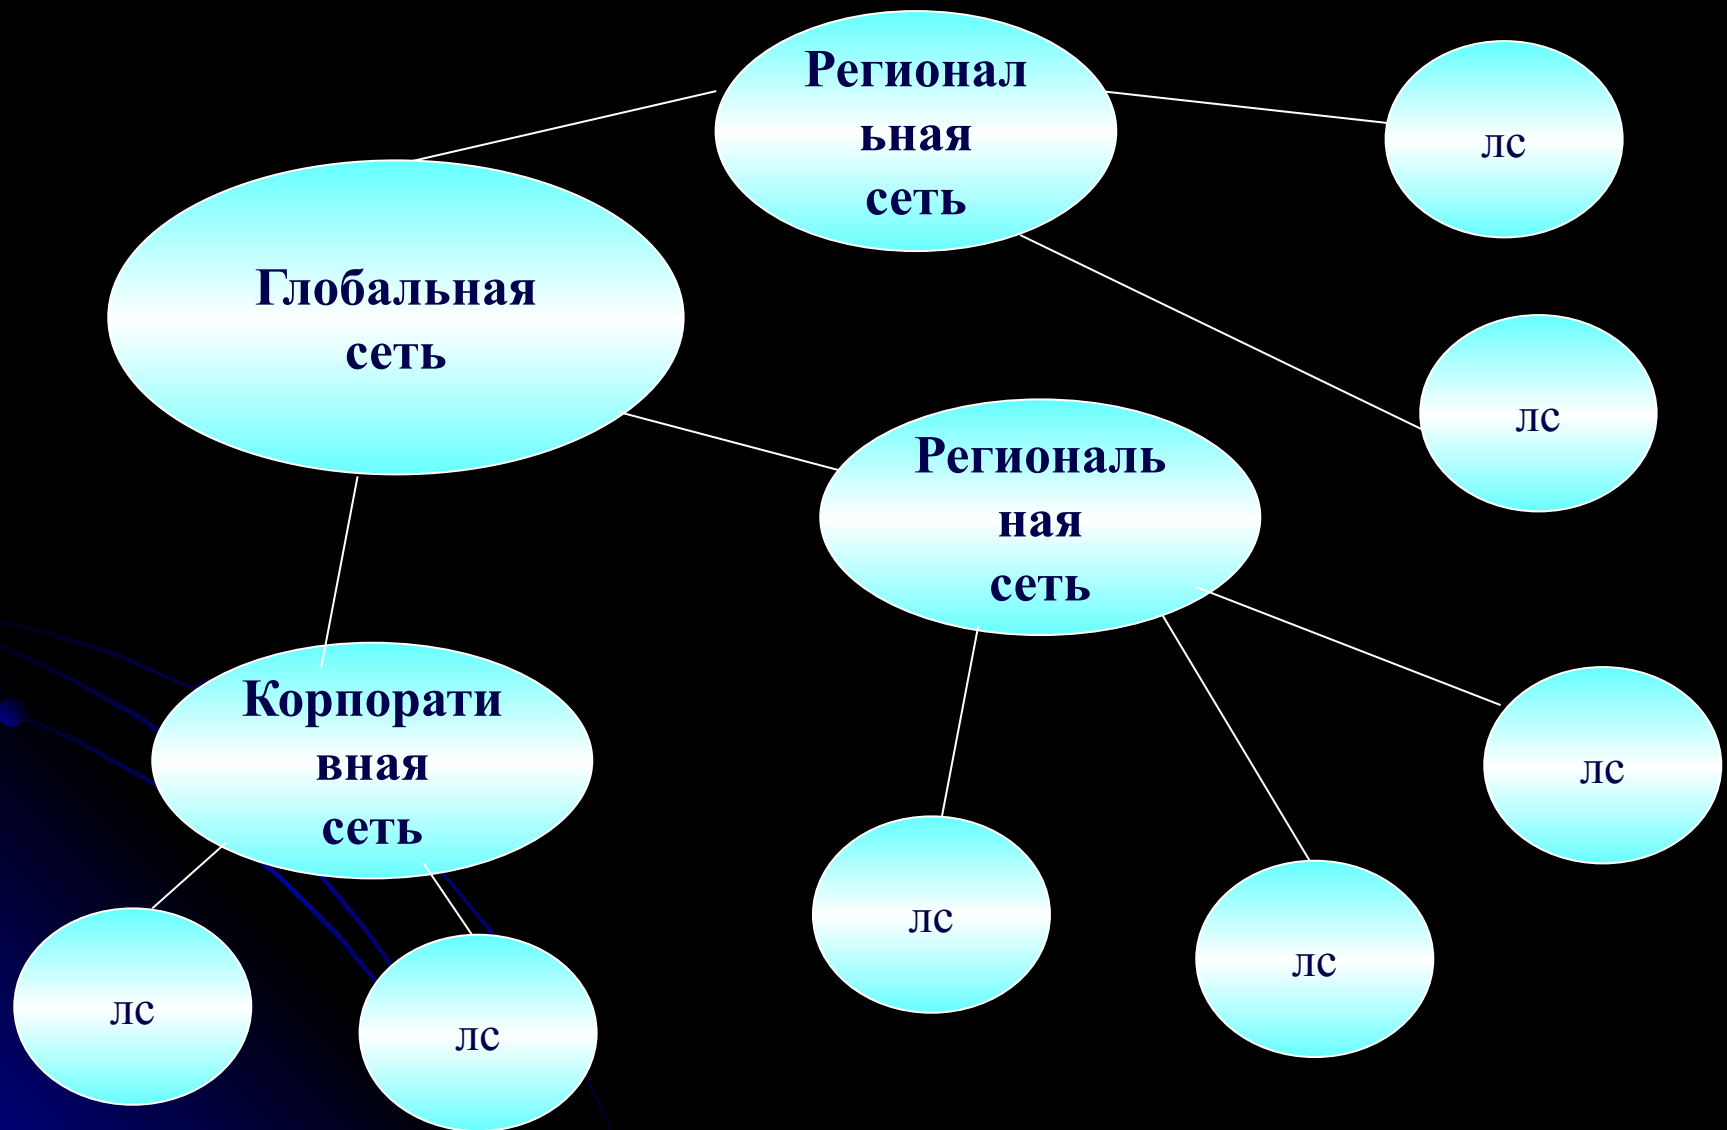 Регионал
ьная
сеть
лс
Глобальная
сеть
лс
Региональ
ная
сеть
Корпорати
вная
сеть
лс
лс
лс
лс
лс